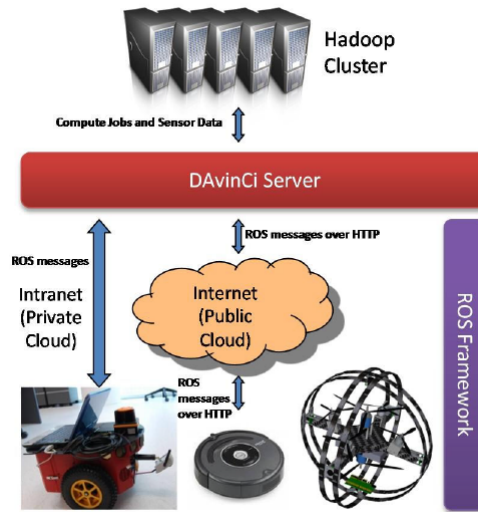 Hadoop
Cluster
Compute Jobs and Sensor Data
DAvinCi Server
ROS messages over HTTP
ROS messages
Intranet
(Private
Cloud)
Internet
(Public
Cloud)
ROS
messages
over HTTP
ROS Framework